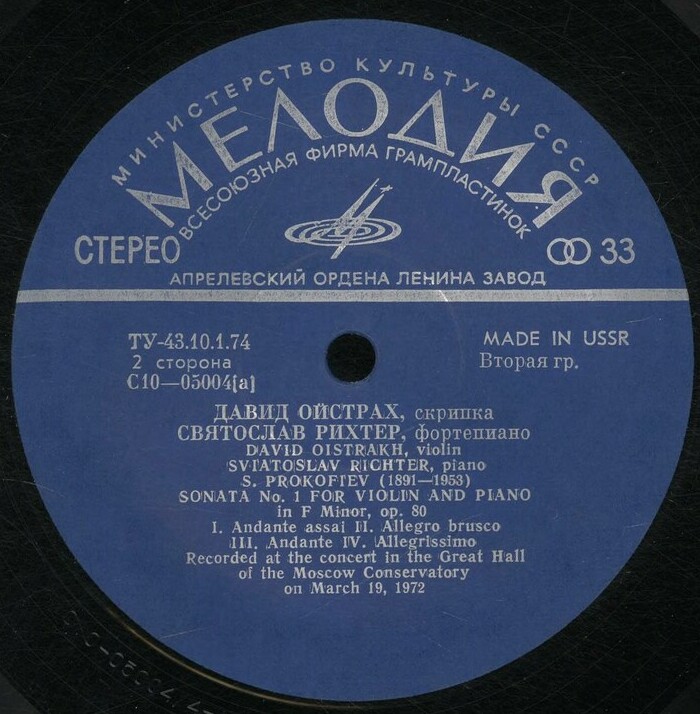 МИНИСТЕРСТВО КУЛЬТУРЫ СССР
МЕЛОДИЯ
ВСЕСОЮЗНАЯ ФИРМА ГРАМПЛАСТИНОК
СТЕРЕО
33
АПРЕЛЕВСКИЙ ОРДЕНА ЛЕНИНА ЗАВОД
ТУ-43.10.1.74
MADE IN USSR
2 сторона
Вторая гр.
С10—05004[а]
ДАВИД ОЙСТРАХ, скрипка
СВЯТОСЛАВ РИХТЕР, фортепиано
DAVID OISTRAKH, violin
SVIATOSLAV RICHTER, piano
S. PROKOFIEV (1891—1953)
SONATA No. 1 FOR VIOLIN AND PIANO
in F Minor, op. 80
I. Andante assai II. Allegro brusco
III. Andante IV. Allegrissimo
Recorded at the concert in the Great Hall
of the Moscow Conservatory
on March 19, 1972